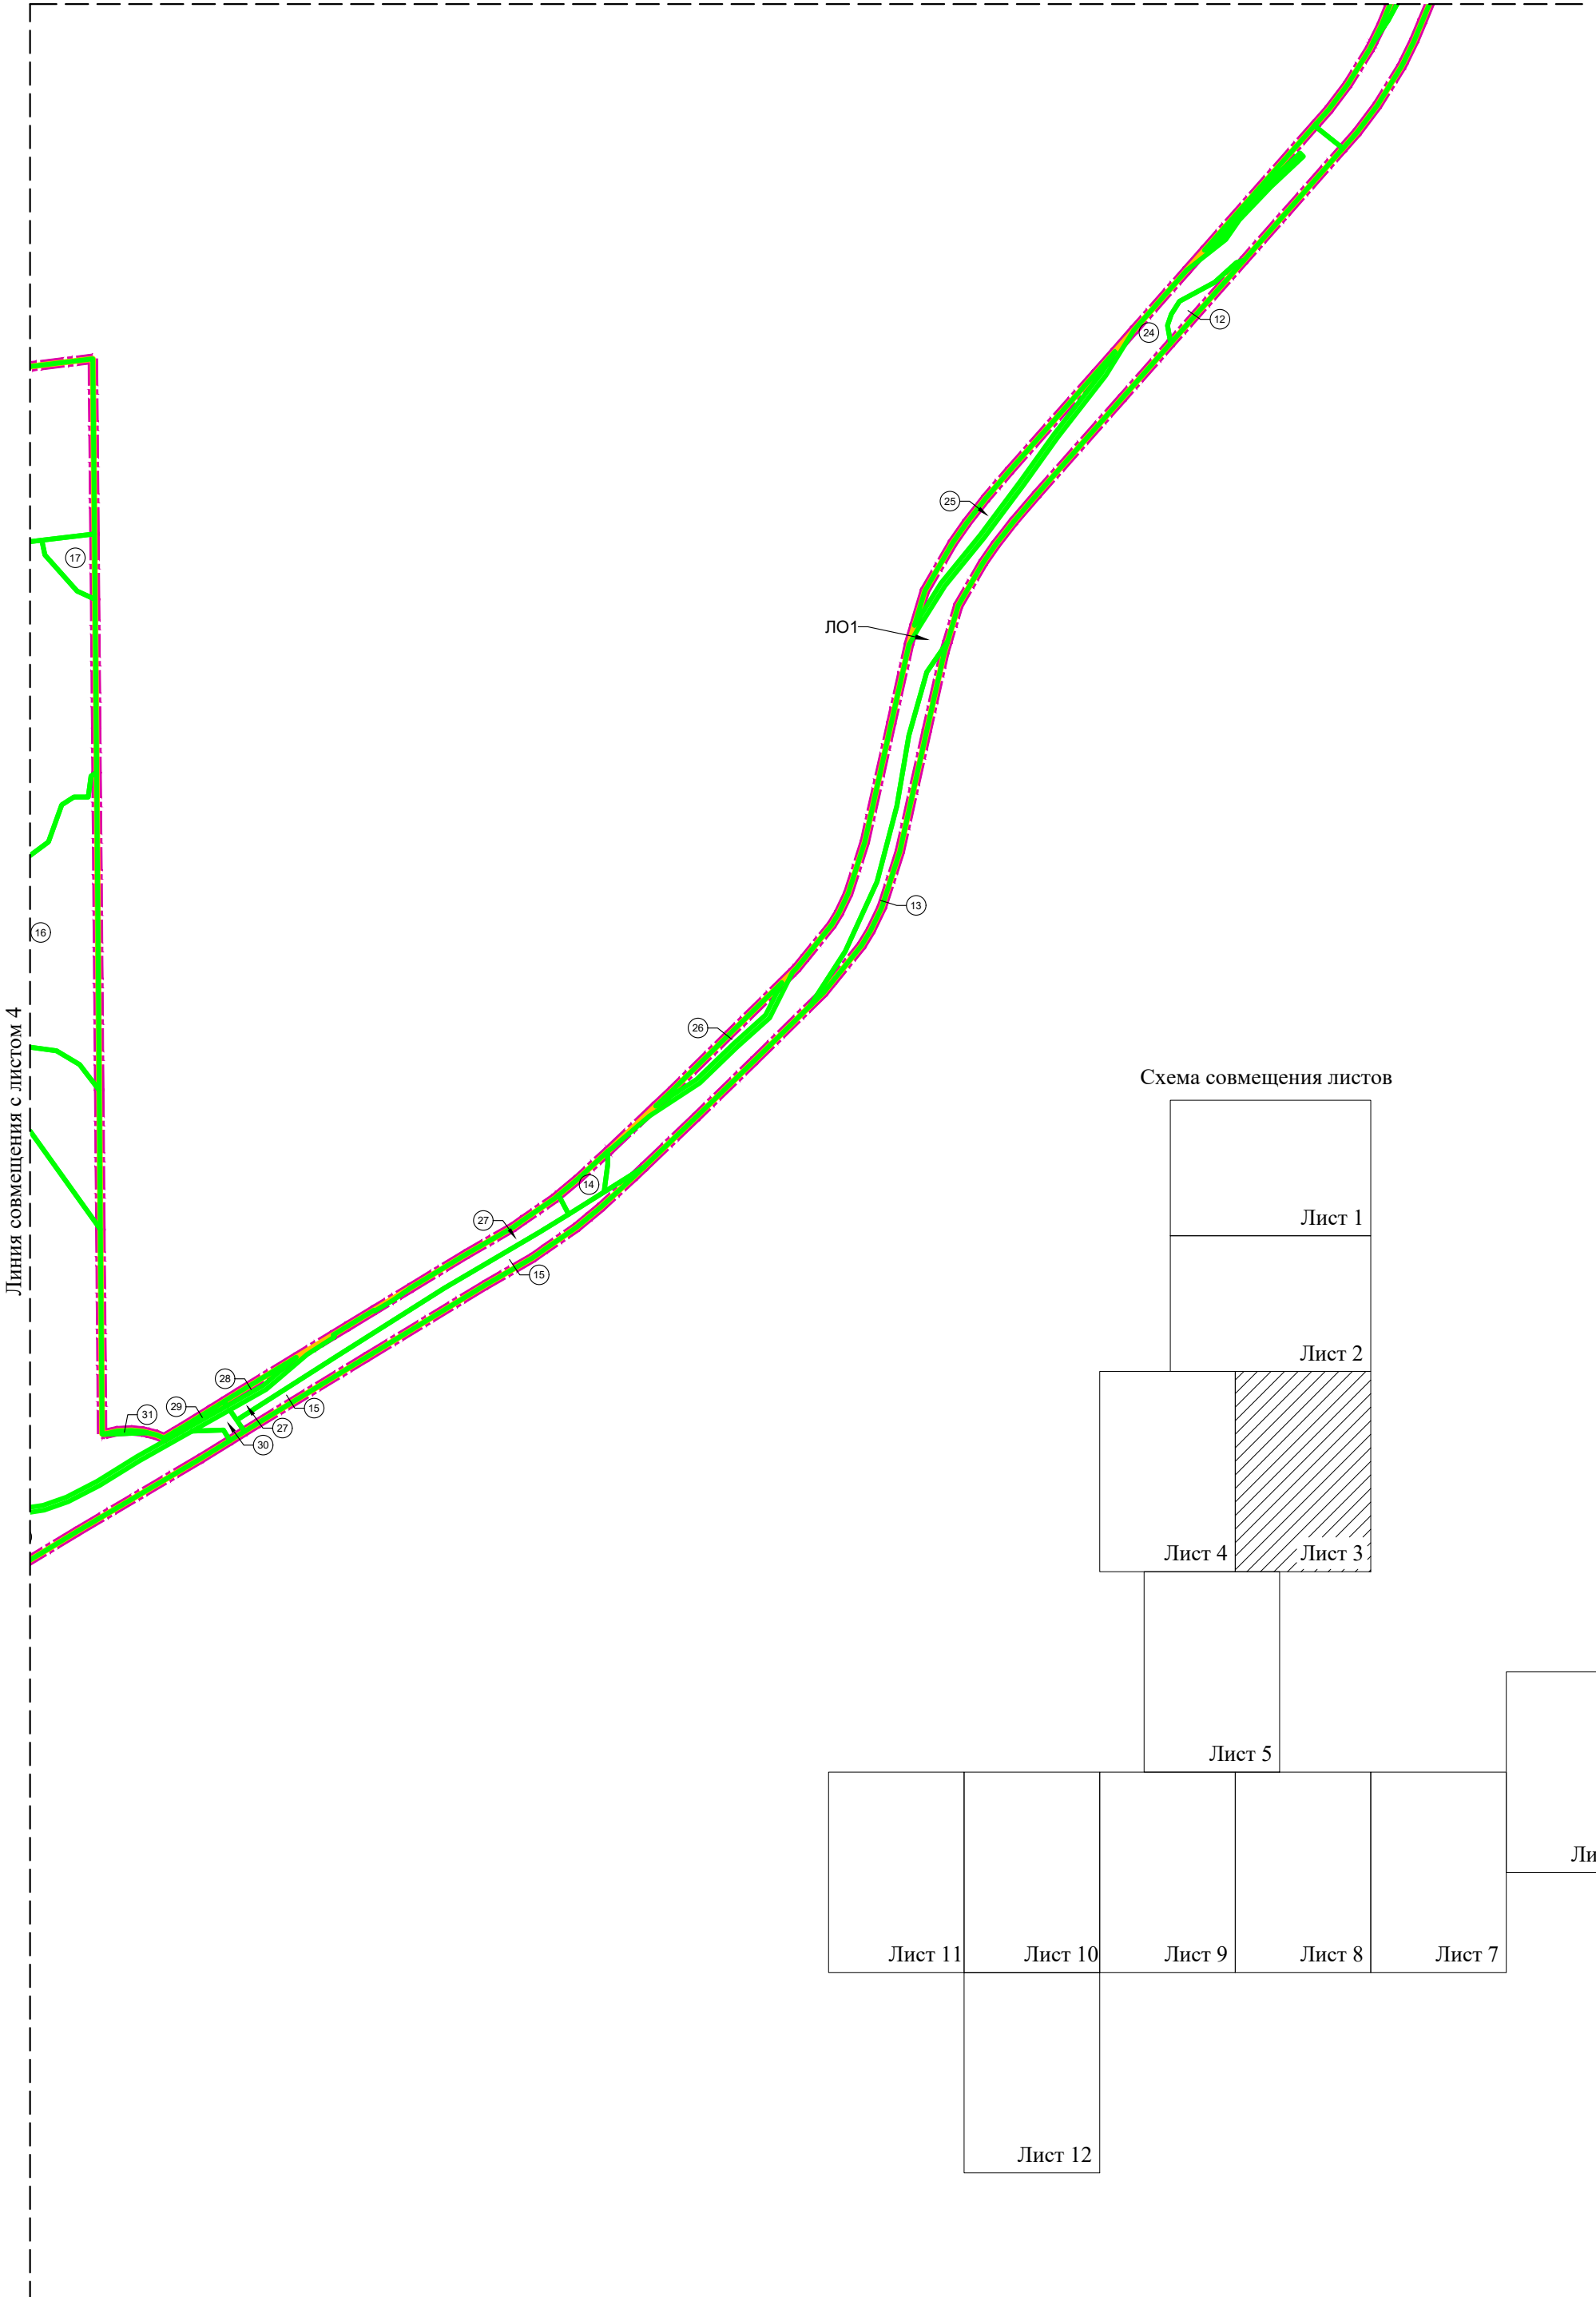 12
24
25
17
ЛО1
13
16
26
Линия совмещения с листом 4
Схема совмещения листов
14
27
15
Лист 1
Лист 2
28
29
15
31
27
30
Лист 4
Лист 3
Лист 5
Ли
Лист 11
Лист 10
Лист 9
Лист 8
Лист 7
Лист 12